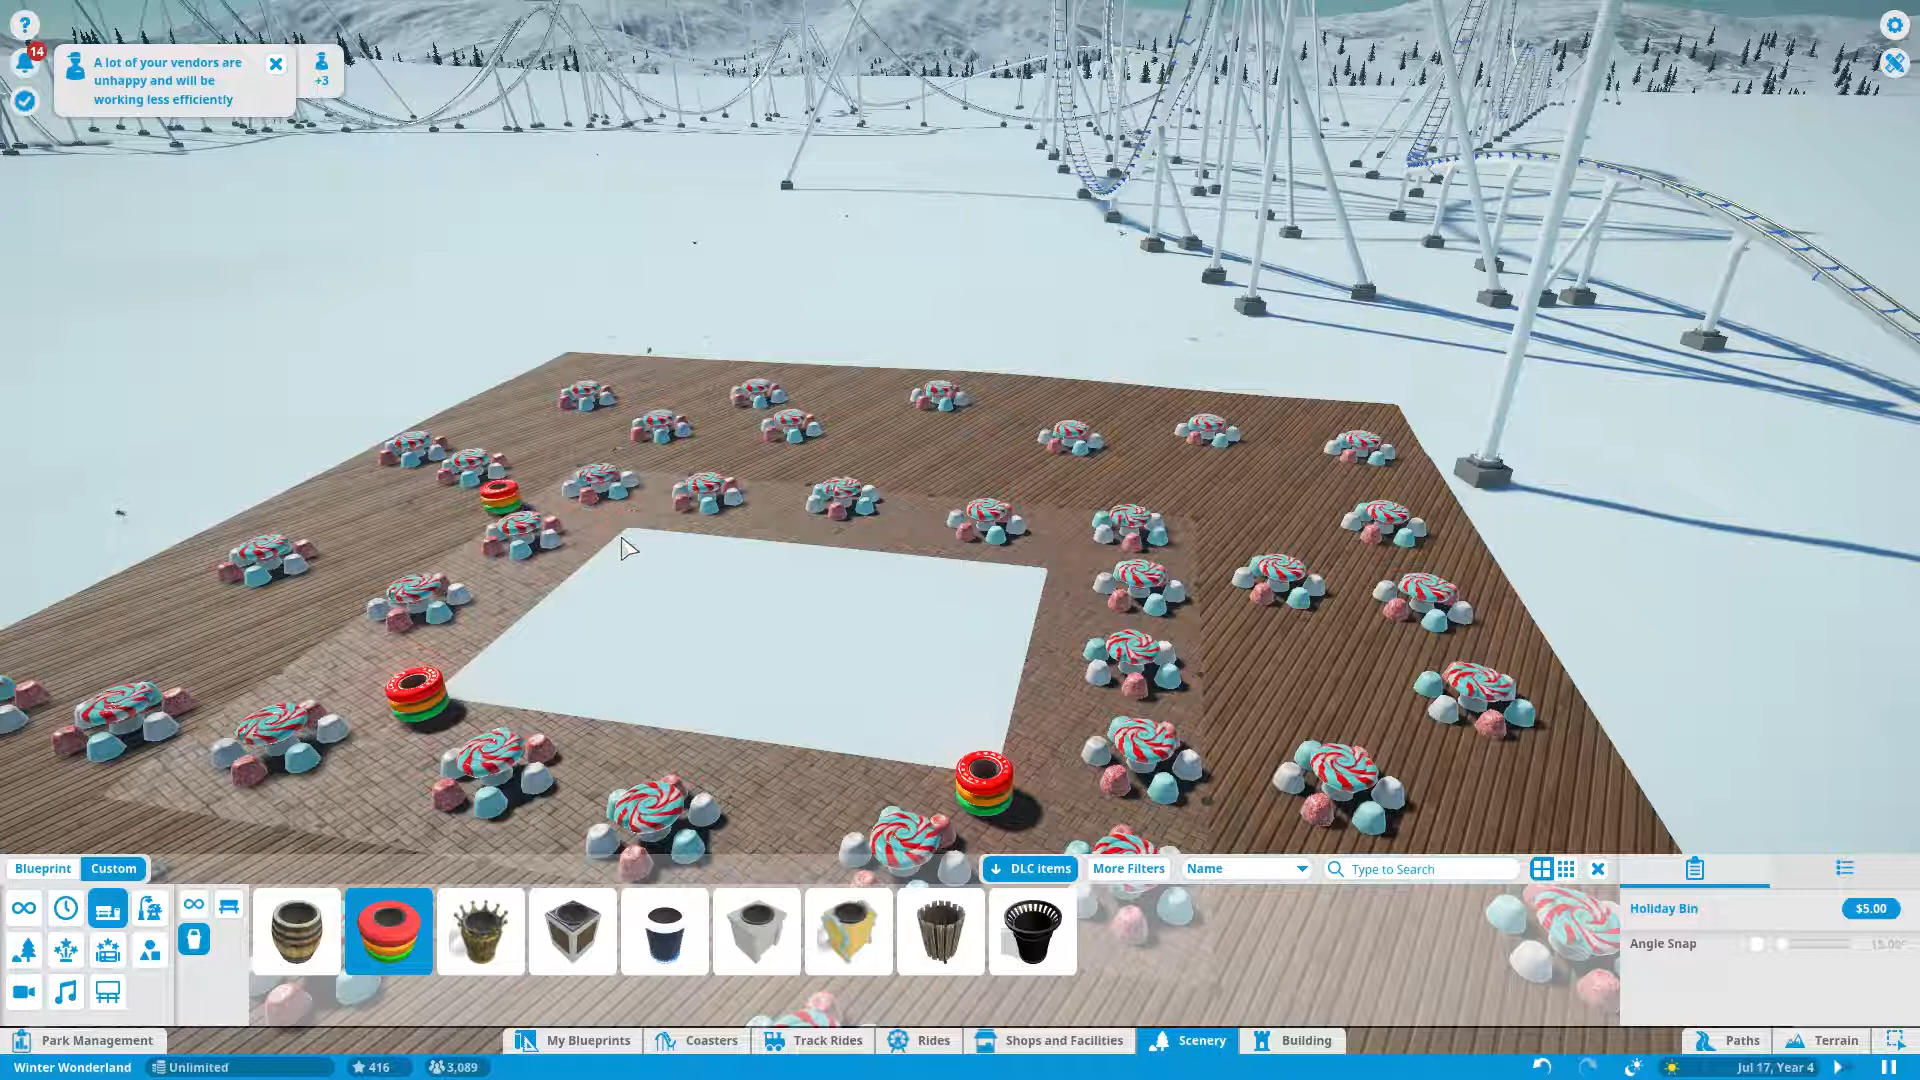 ?
14
A lot of your vendors are
unhappy and will be
working less efficiently
+3
Blueprint
Custom
DLC items
More Filters
Name
Type to Search
Holiday Bin
$5.00
Angle Snap
15.00°
Park Management
My Blueprints
Coasters
Track Rides
Rides
Shops and Facilities
Scenery
Building
Paths
Terrain
Winter Wonderland
Unlimited
416
3,089
Jul 17, Year 4